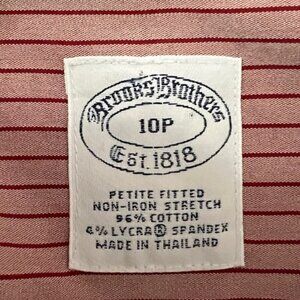 Brooks Brothers
10P
Est. 1818
PETITE FITTED
NON-IRON STRETCH
96% COTTON
4% LYCRA® SPANDEX
MADE IN THAILAND